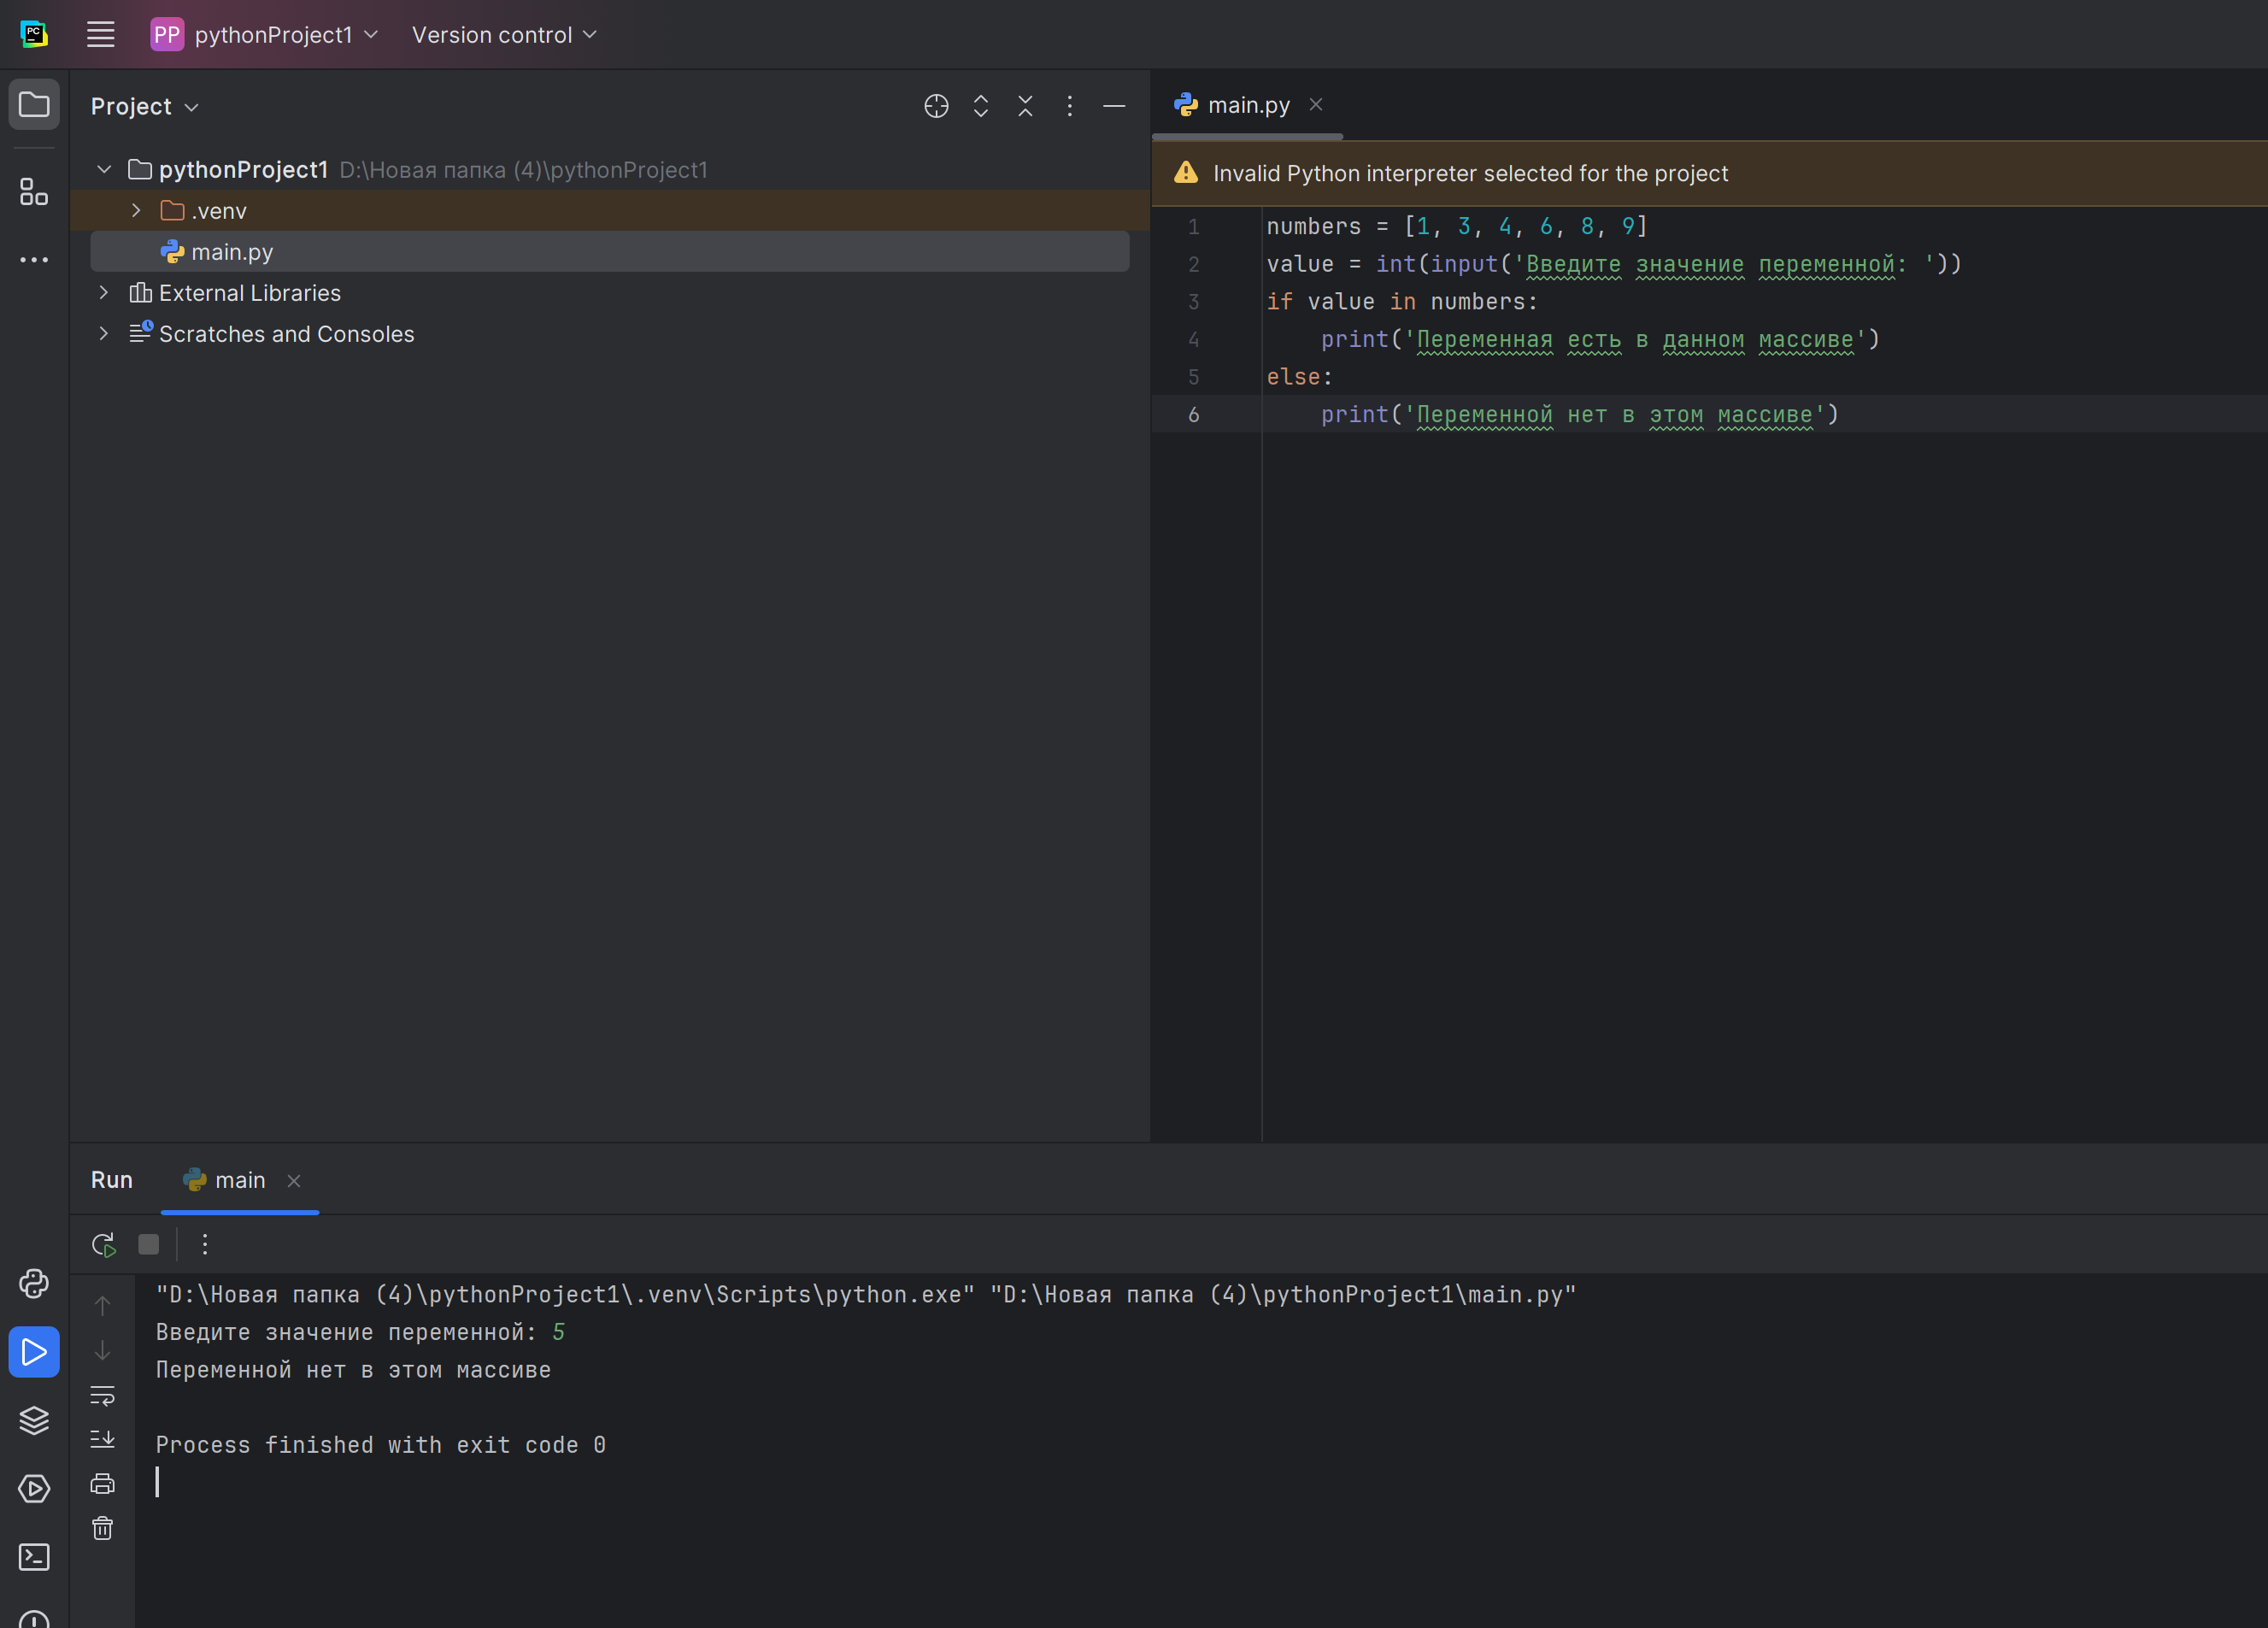 PC
PP pythonProject1 Version control
Project
pythonProject1 D:\Новая папка (4)\pythonProject1
.venv
main.py
External Libraries
Scratches and Consoles
main.py
Invalid Python interpreter selected for the project
1 numbers = [1, 3, 4, 6, 8, 9]
2 value = int(input('Введите значение переменной: '))
3 if value in numbers:
4 print('Переменная есть в данном массиве')
5 else:
6 print('Переменной нет в этом массиве')
Run main
"D:\Новая папка (4)\pythonProject1\.venv\Scripts\python.exe" "D:\Новая папка (4)\pythonProject1\main.py"
Введите значение переменной: 5
Переменной нет в этом массиве
Process finished with exit code 0